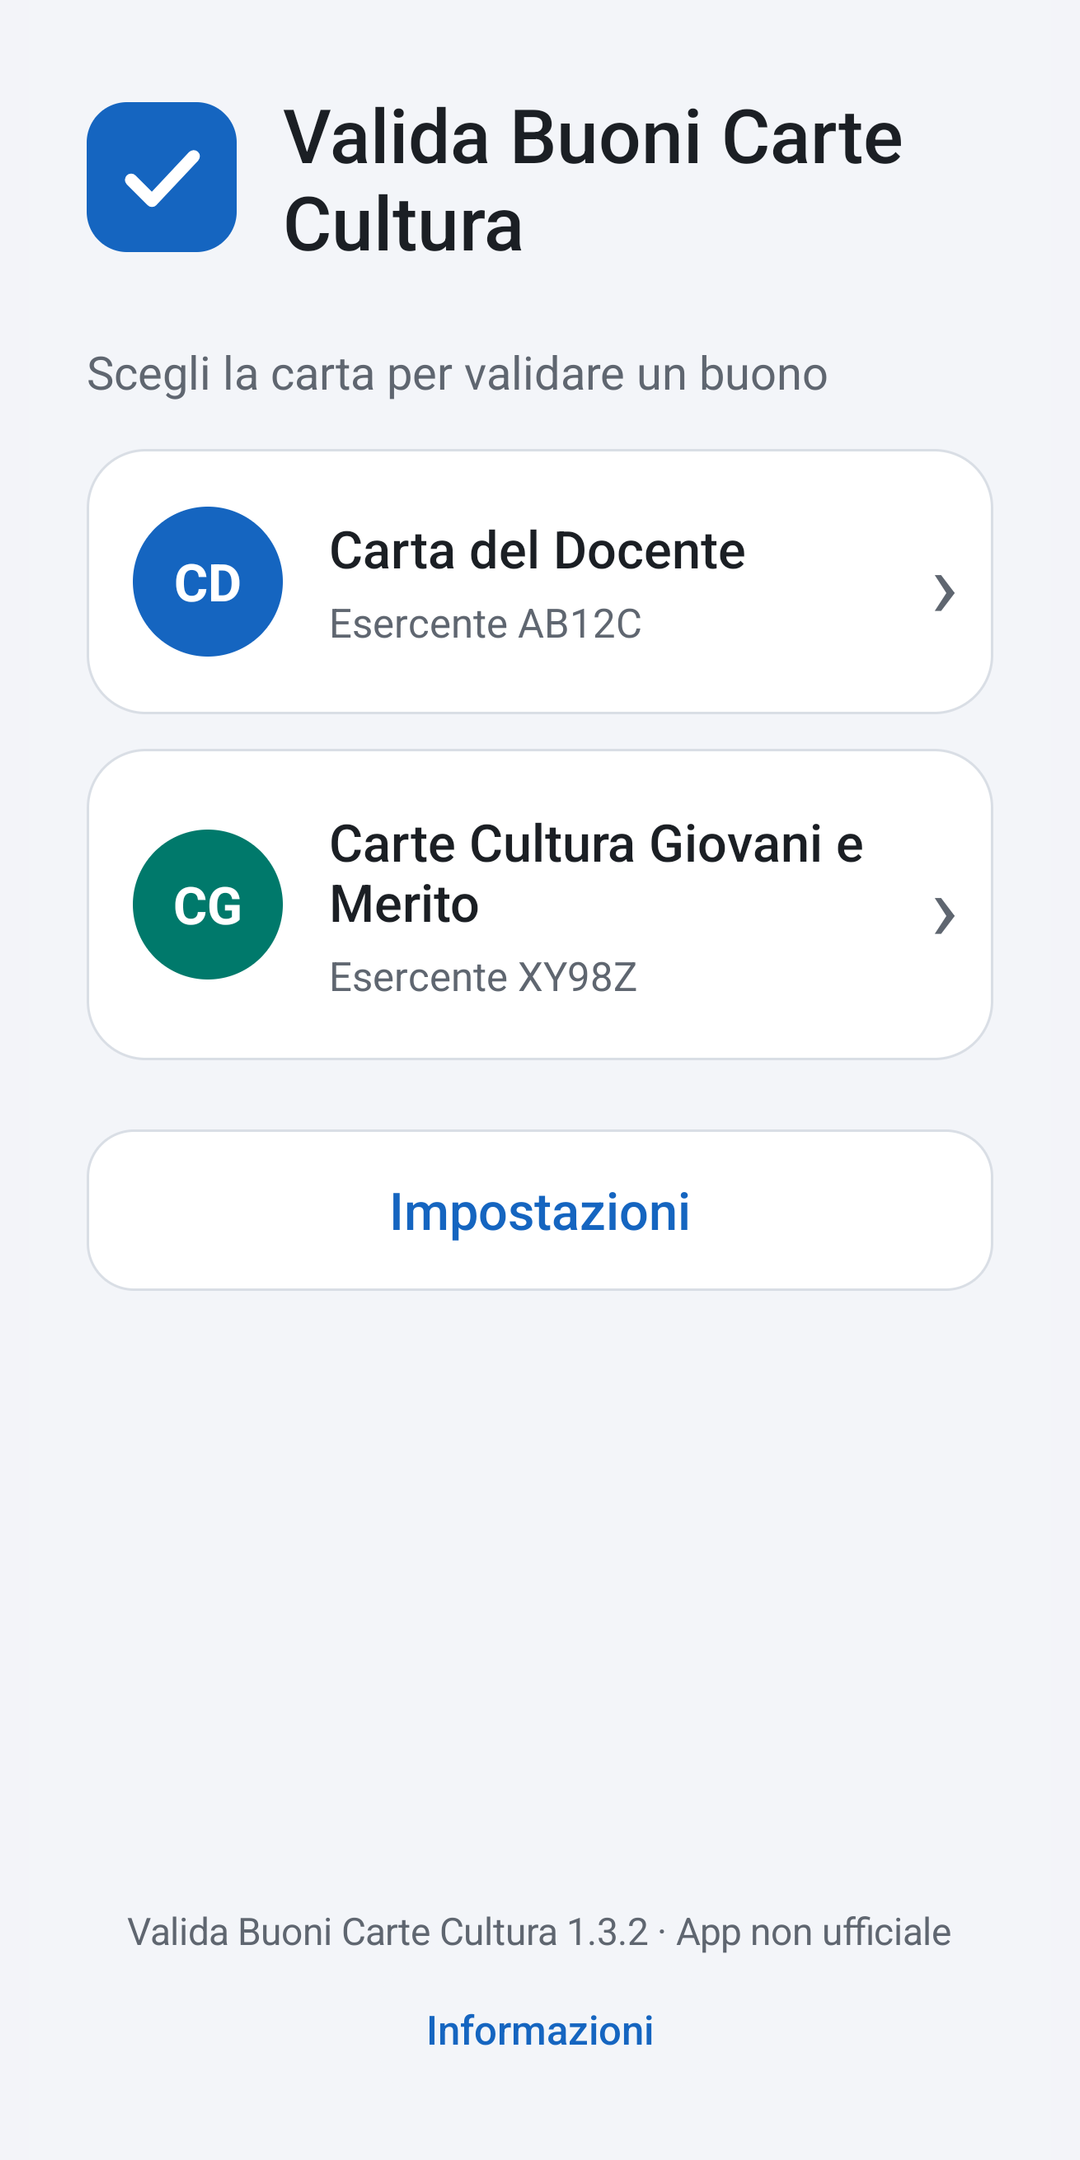 Valida Buoni Carte
Cultura
Scegli la carta per validare un buono
CD
Carta del Docente
Esercente AB12C
›
CG
Carte Cultura Giovani e
Merito
Esercente XY98Z
›
Impostazioni
Valida Buoni Carte Cultura 1.3.2 · App non ufficiale
Informazioni